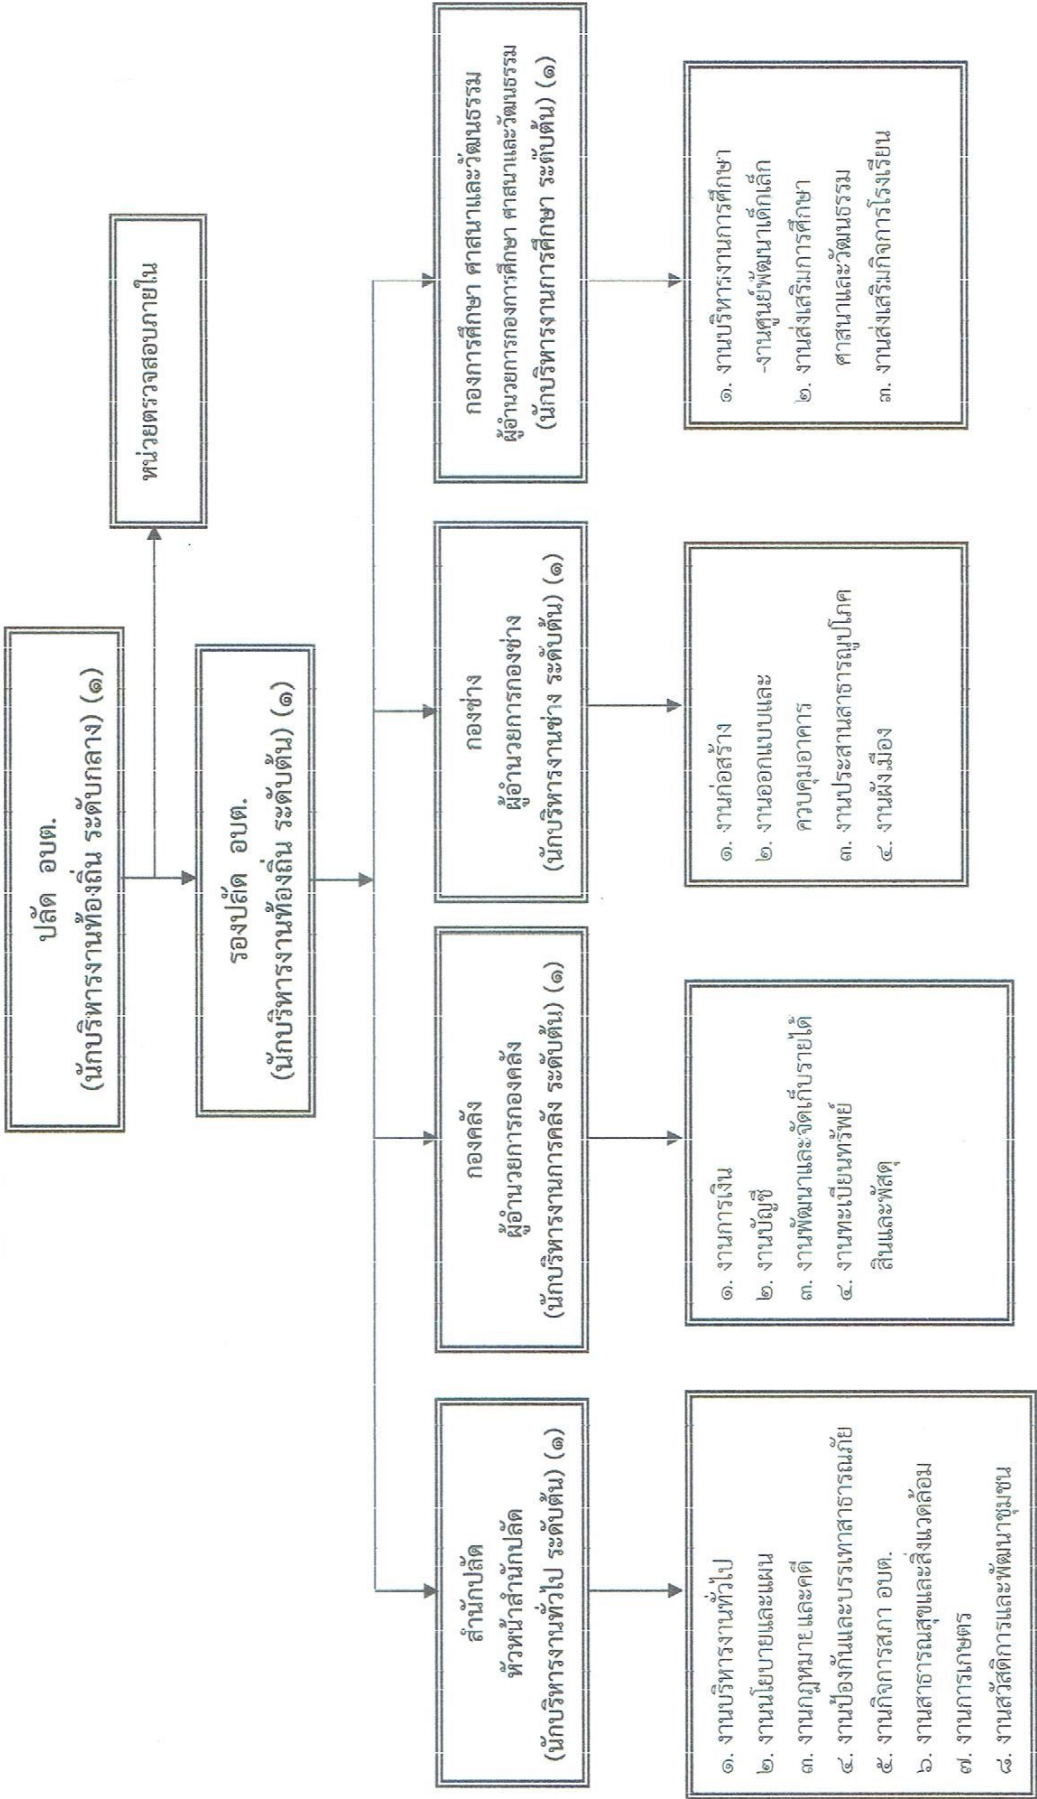 ปลัด อบต.
(นักบริหารงานท้องถิ่น ระดับกลาง) (๑)
หน่วยตรวจสอบภายใน
รองปลัด อบต.
(นักบริหารงานท้องถิ่น ระดับต้น) (๑)
สำนักปลัด
หัวหน้าสำนักปลัด
(นักบริหารงานทั่วไป ระดับต้น) (๑)
กองคลัง
ผู้อำนวยการกองคลัง
(นักบริหารงานการคลัง ระดับต้น) (๑)
กองช่าง
ผู้อำนวยการกองช่าง
(นักบริหารงานช่าง ระดับต้น) (๑)
กองการศึกษา ศาสนาและวัฒนธรรม
ผู้อำนวยการกองการศึกษา ศาสนาและวัฒนธรรม
(นักบริหารงานการศึกษา ระดับต้น) (๑)
๑. งานบริหารงานทั่วไป
๒. งานนโยบายและแผน
๓. งานกฎหมายและคดี
๔. งานป้องกันและบรรเทาสาธารณภัย
๕. งานกิจการสภา อบต.
๖. งานสาธารณสุขและสิ่งแวดล้อม
๗. งานการเกษตร
๘. งานสวัสดิการและพัฒนาชุมชน
๑. งานการเงิน
๒. งานบัญชี
๓. งานพัฒนาและจัดเก็บรายได้
๔. งานทะเบียนทรัพย์
สินและพัสดุ
๑. งานก่อสร้าง
๒. งานออกแบบและ
ควบคุมอาคาร
๓. งานประสานสาธารณูปโภค
๔. งานผังเมือง
๑. งานบริหารงานการศึกษา
-งานศูนย์พัฒนาเด็กเล็ก
๒. งานส่งเสริมการศึกษา
ศาสนาและวัฒนธรรม
๓. งานส่งเสริมกิจการโรงเรียน